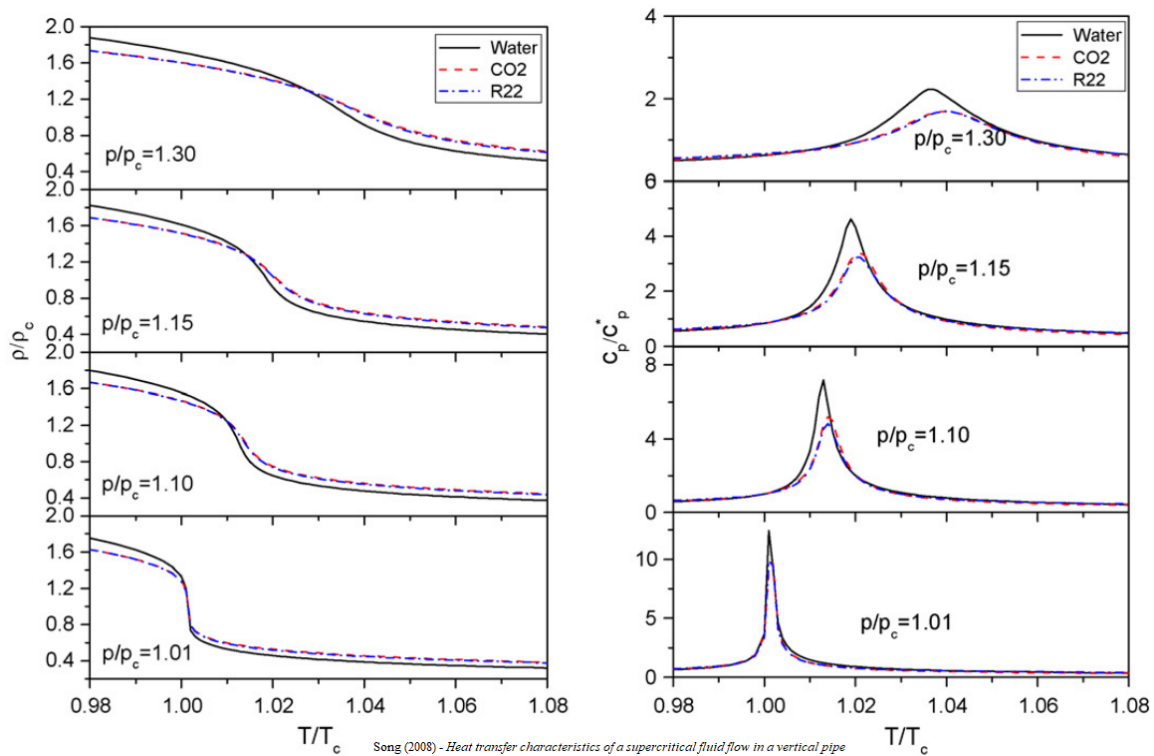 2.0
1.6
1.2
0.8
0.4
Water
CO2
R22
p/pc=1.30
2.0
1.6
1.2
0.8
0.4
p/pc=1.15
2.0
1.6
1.2
0.8
0.4
p/pc=1.10
2.0
1.6
1.2
0.8
0.4
p/pc=1.01
ρ/ρc
0.98 1.00 1.02 1.04 1.06 1.08
T/Tc
4
2
0
Water
CO2
R22
p/pc=1.30
6
4
2
0
p/pc=1.15
8
4
0
p/pc=1.10
10
5
0
p/pc=1.01
Cp/C*p
0.98 1.00 1.02 1.04 1.06 1.08
T/Tc
Song (2008) - Heat transfer characteristics of a supercritical fluid flow in a vertical pipe